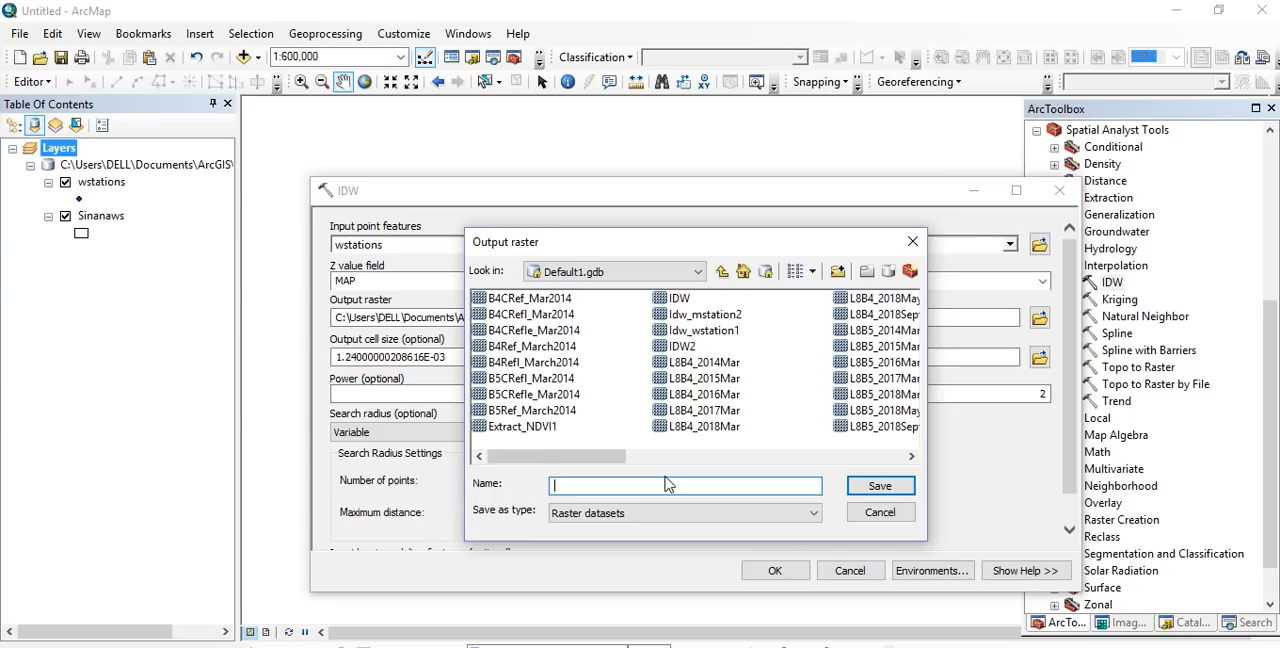 Untitled - ArcMap
File Edit View Bookmarks Insert Selection Geoprocessing Customize Windows Help
1:600,000 Classification
Editor Snapping Georeferencing
Table Of Contents
Layers
C:\Users\DELL\Documents\ArcGIS\
wstations
Sinanaws
IDW
Input point features
wstations
Z value field
MAP
Output raster
C:\Users\DELL\Documents\A
Output cell size (optional)
1.24000000208616E-03
Power (optional)
2
Search radius (optional)
Variable
Search Radius Settings
Number of points:
Maximum distance:
OK Cancel Environments... Show Help >>
Output raster
Look in: Default1.gdb
B4CRef_Mar2014 IDW L8B4_2018May
B4CRefl_Mar2014 Idw_mstation2 L8B4_2018Sep
B4CRefle_Mar2014 Idw_wstation1 L8B5_2014Mar
B4Ref_March2014 IDW2 L8B5_2015Mar
B4Refl_March2014 L8B4_2014Mar L8B5_2016Mar
B5CRefl_Mar2014 L8B4_2015Mar L8B5_2017Mar
B5CRefle_Mar2014 L8B4_2016Mar L8B5_2018Mar
B5Ref_March2014 L8B4_2017Mar L8B5_2018May
Extract_NDVI1 L8B4_2018Mar L8B5_2018Sep
Name: Save
Save as type: Raster datasets Cancel
ArcToolbox
Spatial Analyst Tools
Conditional
Density
Distance
Extraction
Generalization
Groundwater
Hydrology
Interpolation
IDW
Kriging
Natural Neighbor
Spline
Spline with Barriers
Topo to Raster
Topo to Raster by File
Trend
Local
Map Algebra
Math
Multivariate
Neighborhood
Overlay
Raster Creation
Reclass
Segmentation and Classification
Solar Radiation
Surface
Zonal
ArcTo... Imag... Catal... Search